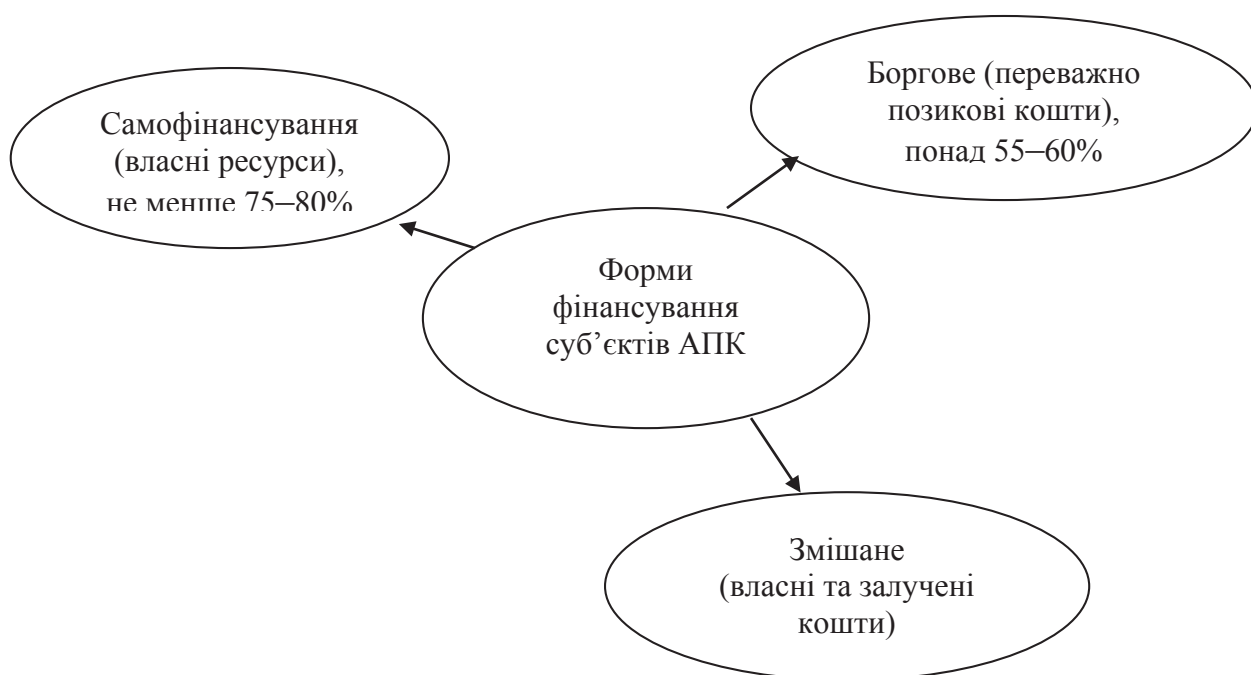 Самофінансування
(власні ресурси),
не менше 75–80%
Боргове (переважно
позикові кошти),
понад 55–60%
Форми
фінансування
суб’єктів АПК
Змішане
(власні та залучені
кошти)